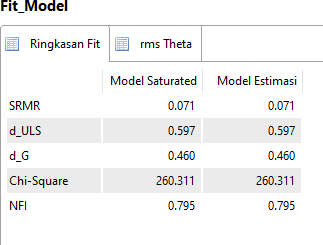 Fit_Model
Ringkasan Fit rms Theta
Model Saturated Model Estimasi
SRMR 0.071 0.071
d_ULS 0.597 0.597
d_G 0.460 0.460
Chi-Square 260.311 260.311
NFI 0.795 0.795